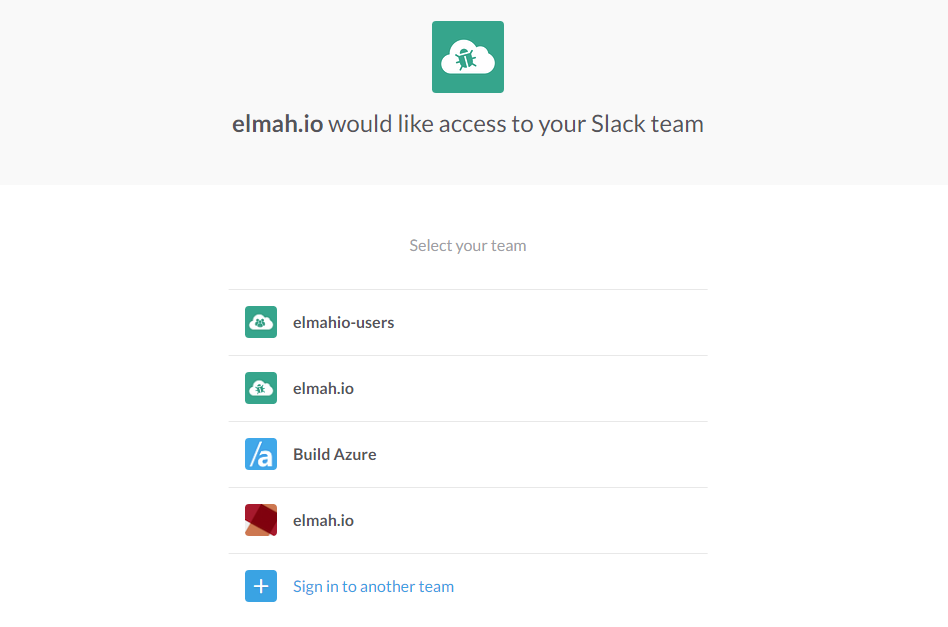 elmah.io would like access to your Slack team
Select your team
elmahio-users
elmah.io
/a Build Azure
elmah.io
+ Sign in to another team